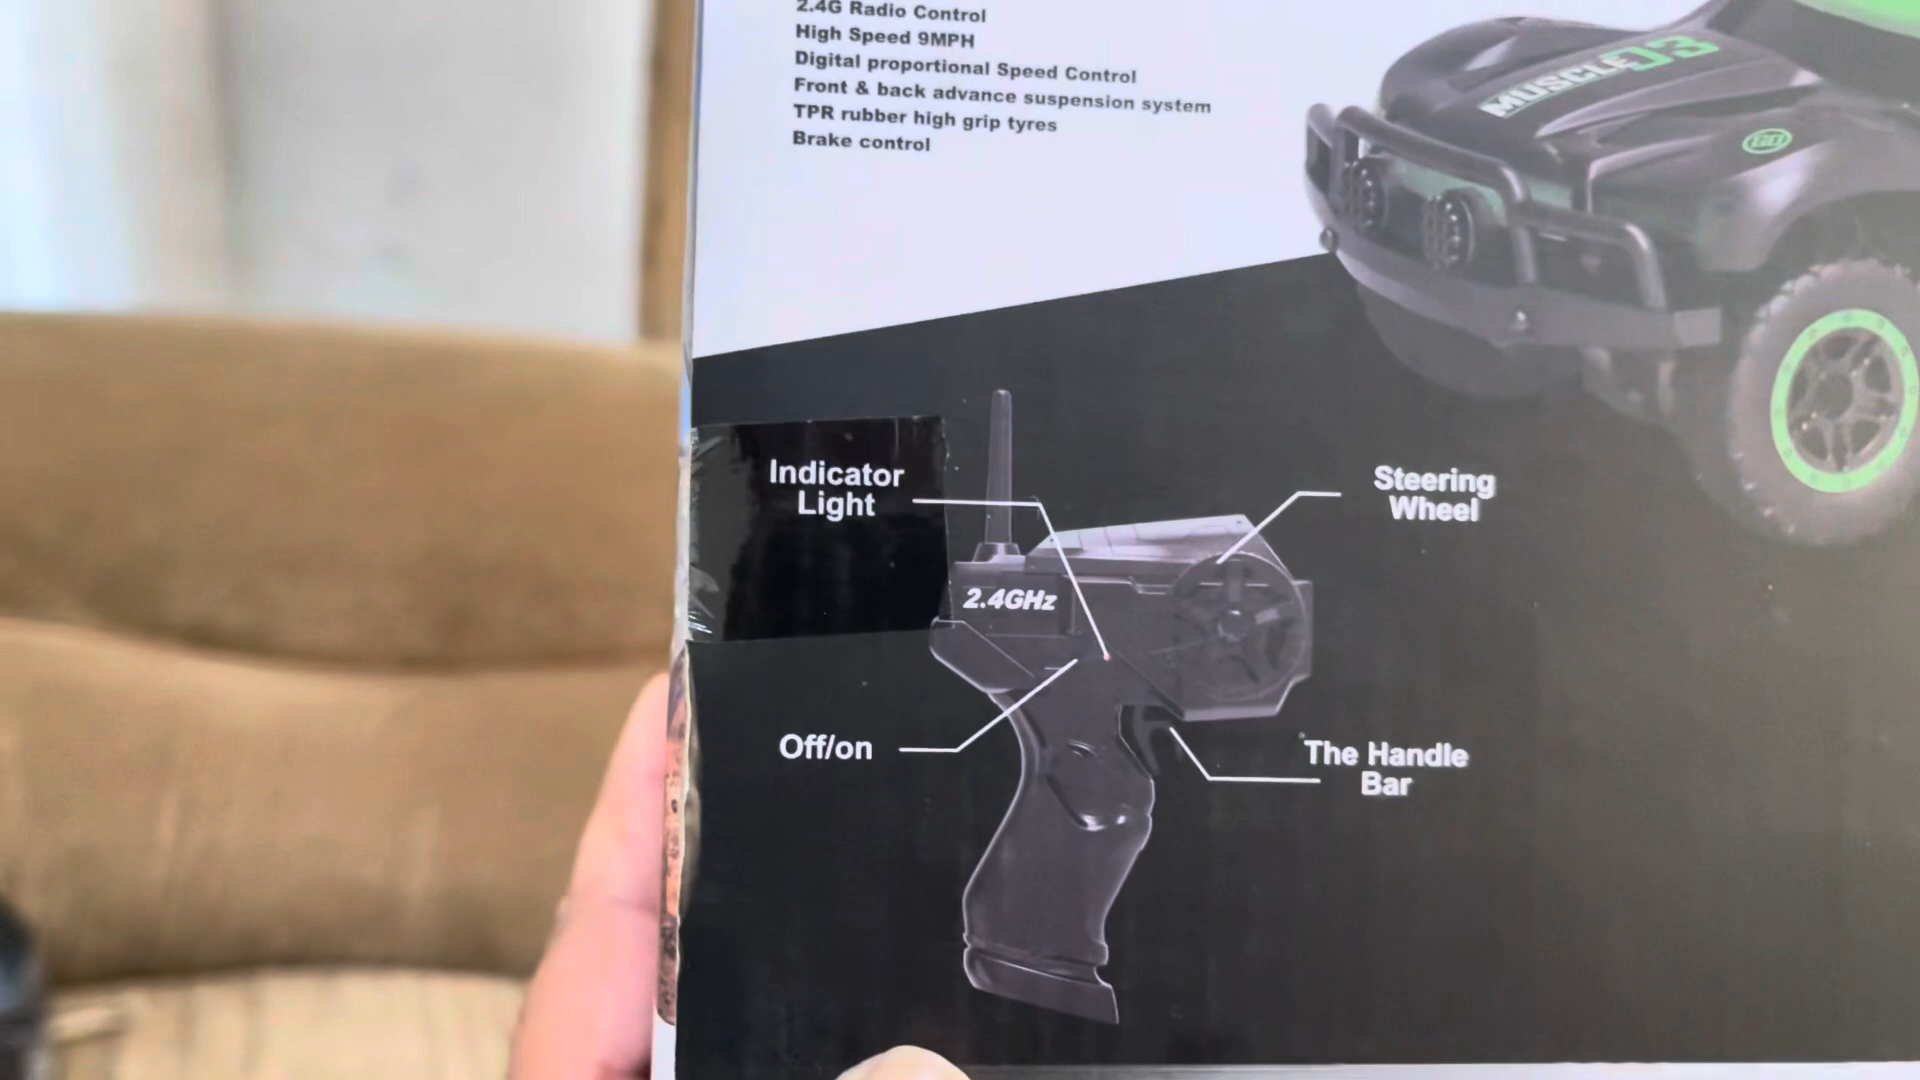 2.4G Radio Control
High Speed 9MPH
Digital proportional Speed Control
Front & back advance suspension system
TPR rubber high grip tyres
Brake control
MUSCLE
GO
Indicator
Light
Steering
Wheel
2.4GHz
Off/on
The Handle
Bar